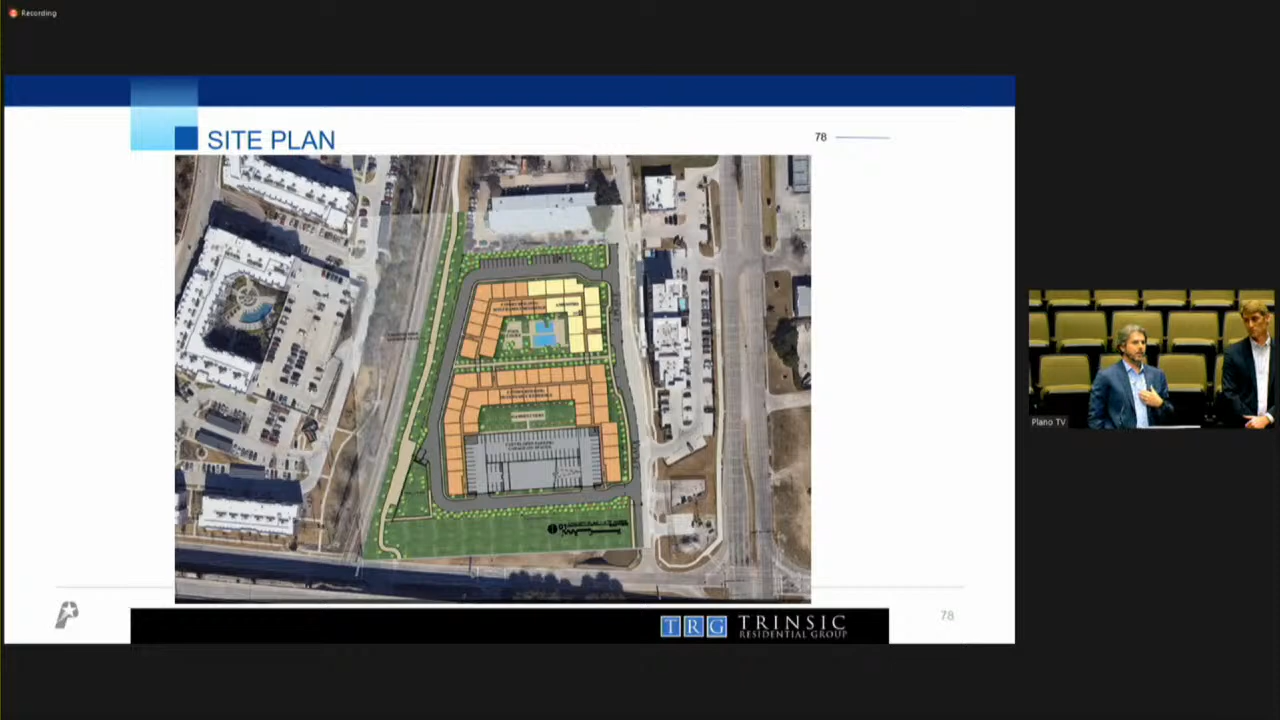 Recording
SITE PLAN
78
Plano TV
TRG TRINSIC
RESIDENTIAL GROUP
78